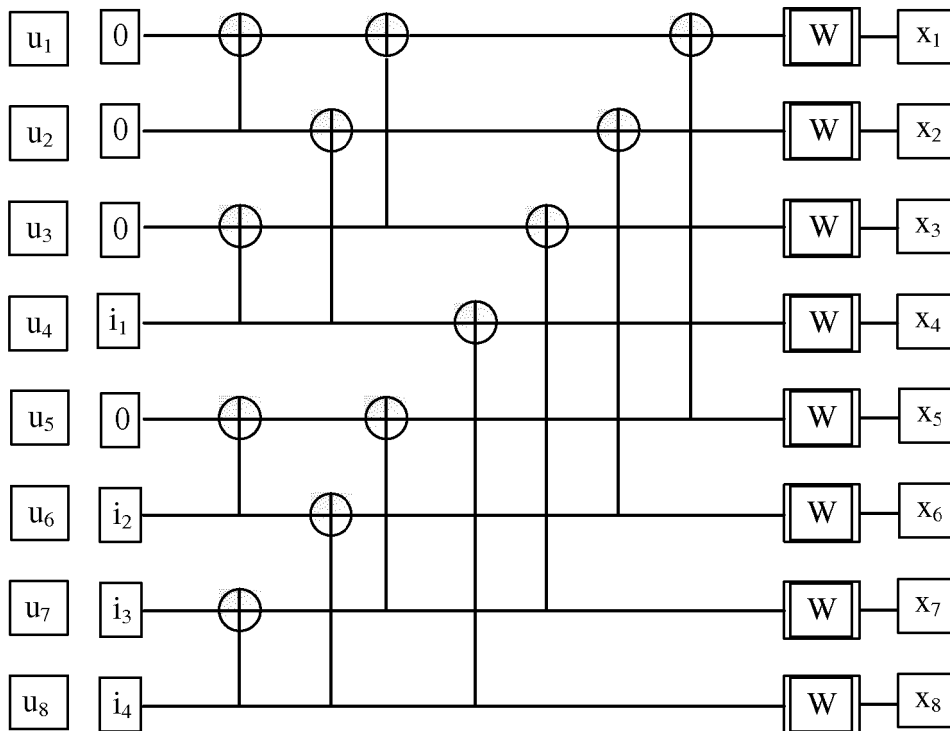 u₁ 0 W x₁
u₂ 0 W x₂
u₃ 0 W x₃
u₄ i₁ W x₄
u₅ 0 W x₅
u₆ i₂ W x₆
u₇ i₃ W x₇
u₈ i₄ W x₈